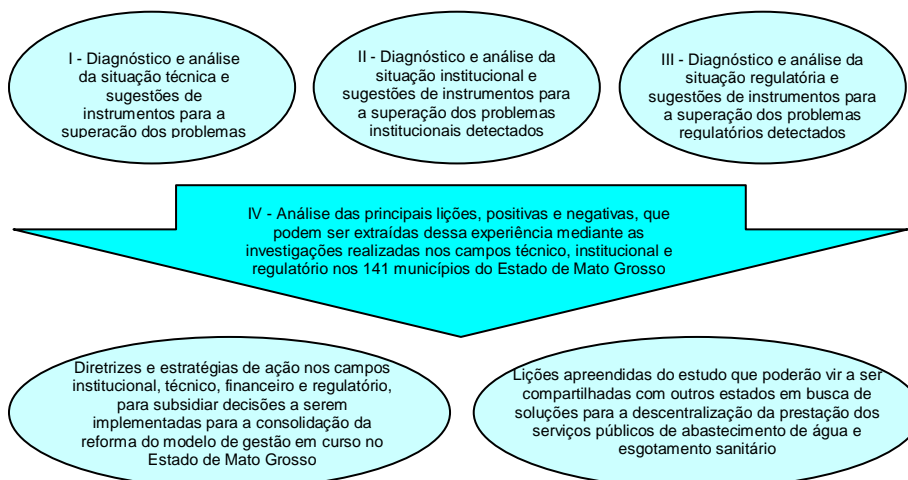 I - Diagnóstico e análise
da situação técnica e
sugestões de
instrumentos para a
superação dos problemas
II - Diagnóstico e análise da
situação institucional e
sugestões de instrumentos para
a superação dos problemas
institucionais detectados
III - Diagnóstico e análise da
situação regulatória e
sugestões de instrumentos para
a superação dos problemas
regulatórios detectados
IV - Análise das principais lições, positivas e negativas, que
podem ser extraídas dessa experiência mediante as
investigações realizadas nos campos técnico, institucional e
regulatório nos 141 municípios do Estado de Mato Grosso
Diretrizes e estratégias de ação nos campos
institucional, técnico, financeiro e regulatório,
para subsidiar decisões a serem
implementadas para a consolidação da
reforma do modelo de gestão em curso no
Estado de Mato Grosso
Lições apreendidas do estudo que poderão vir a ser
compartilhadas com outros estados em busca de
soluções para a descentralização da prestação dos
serviços públicos de abastecimento de água e
esgotamento sanitário